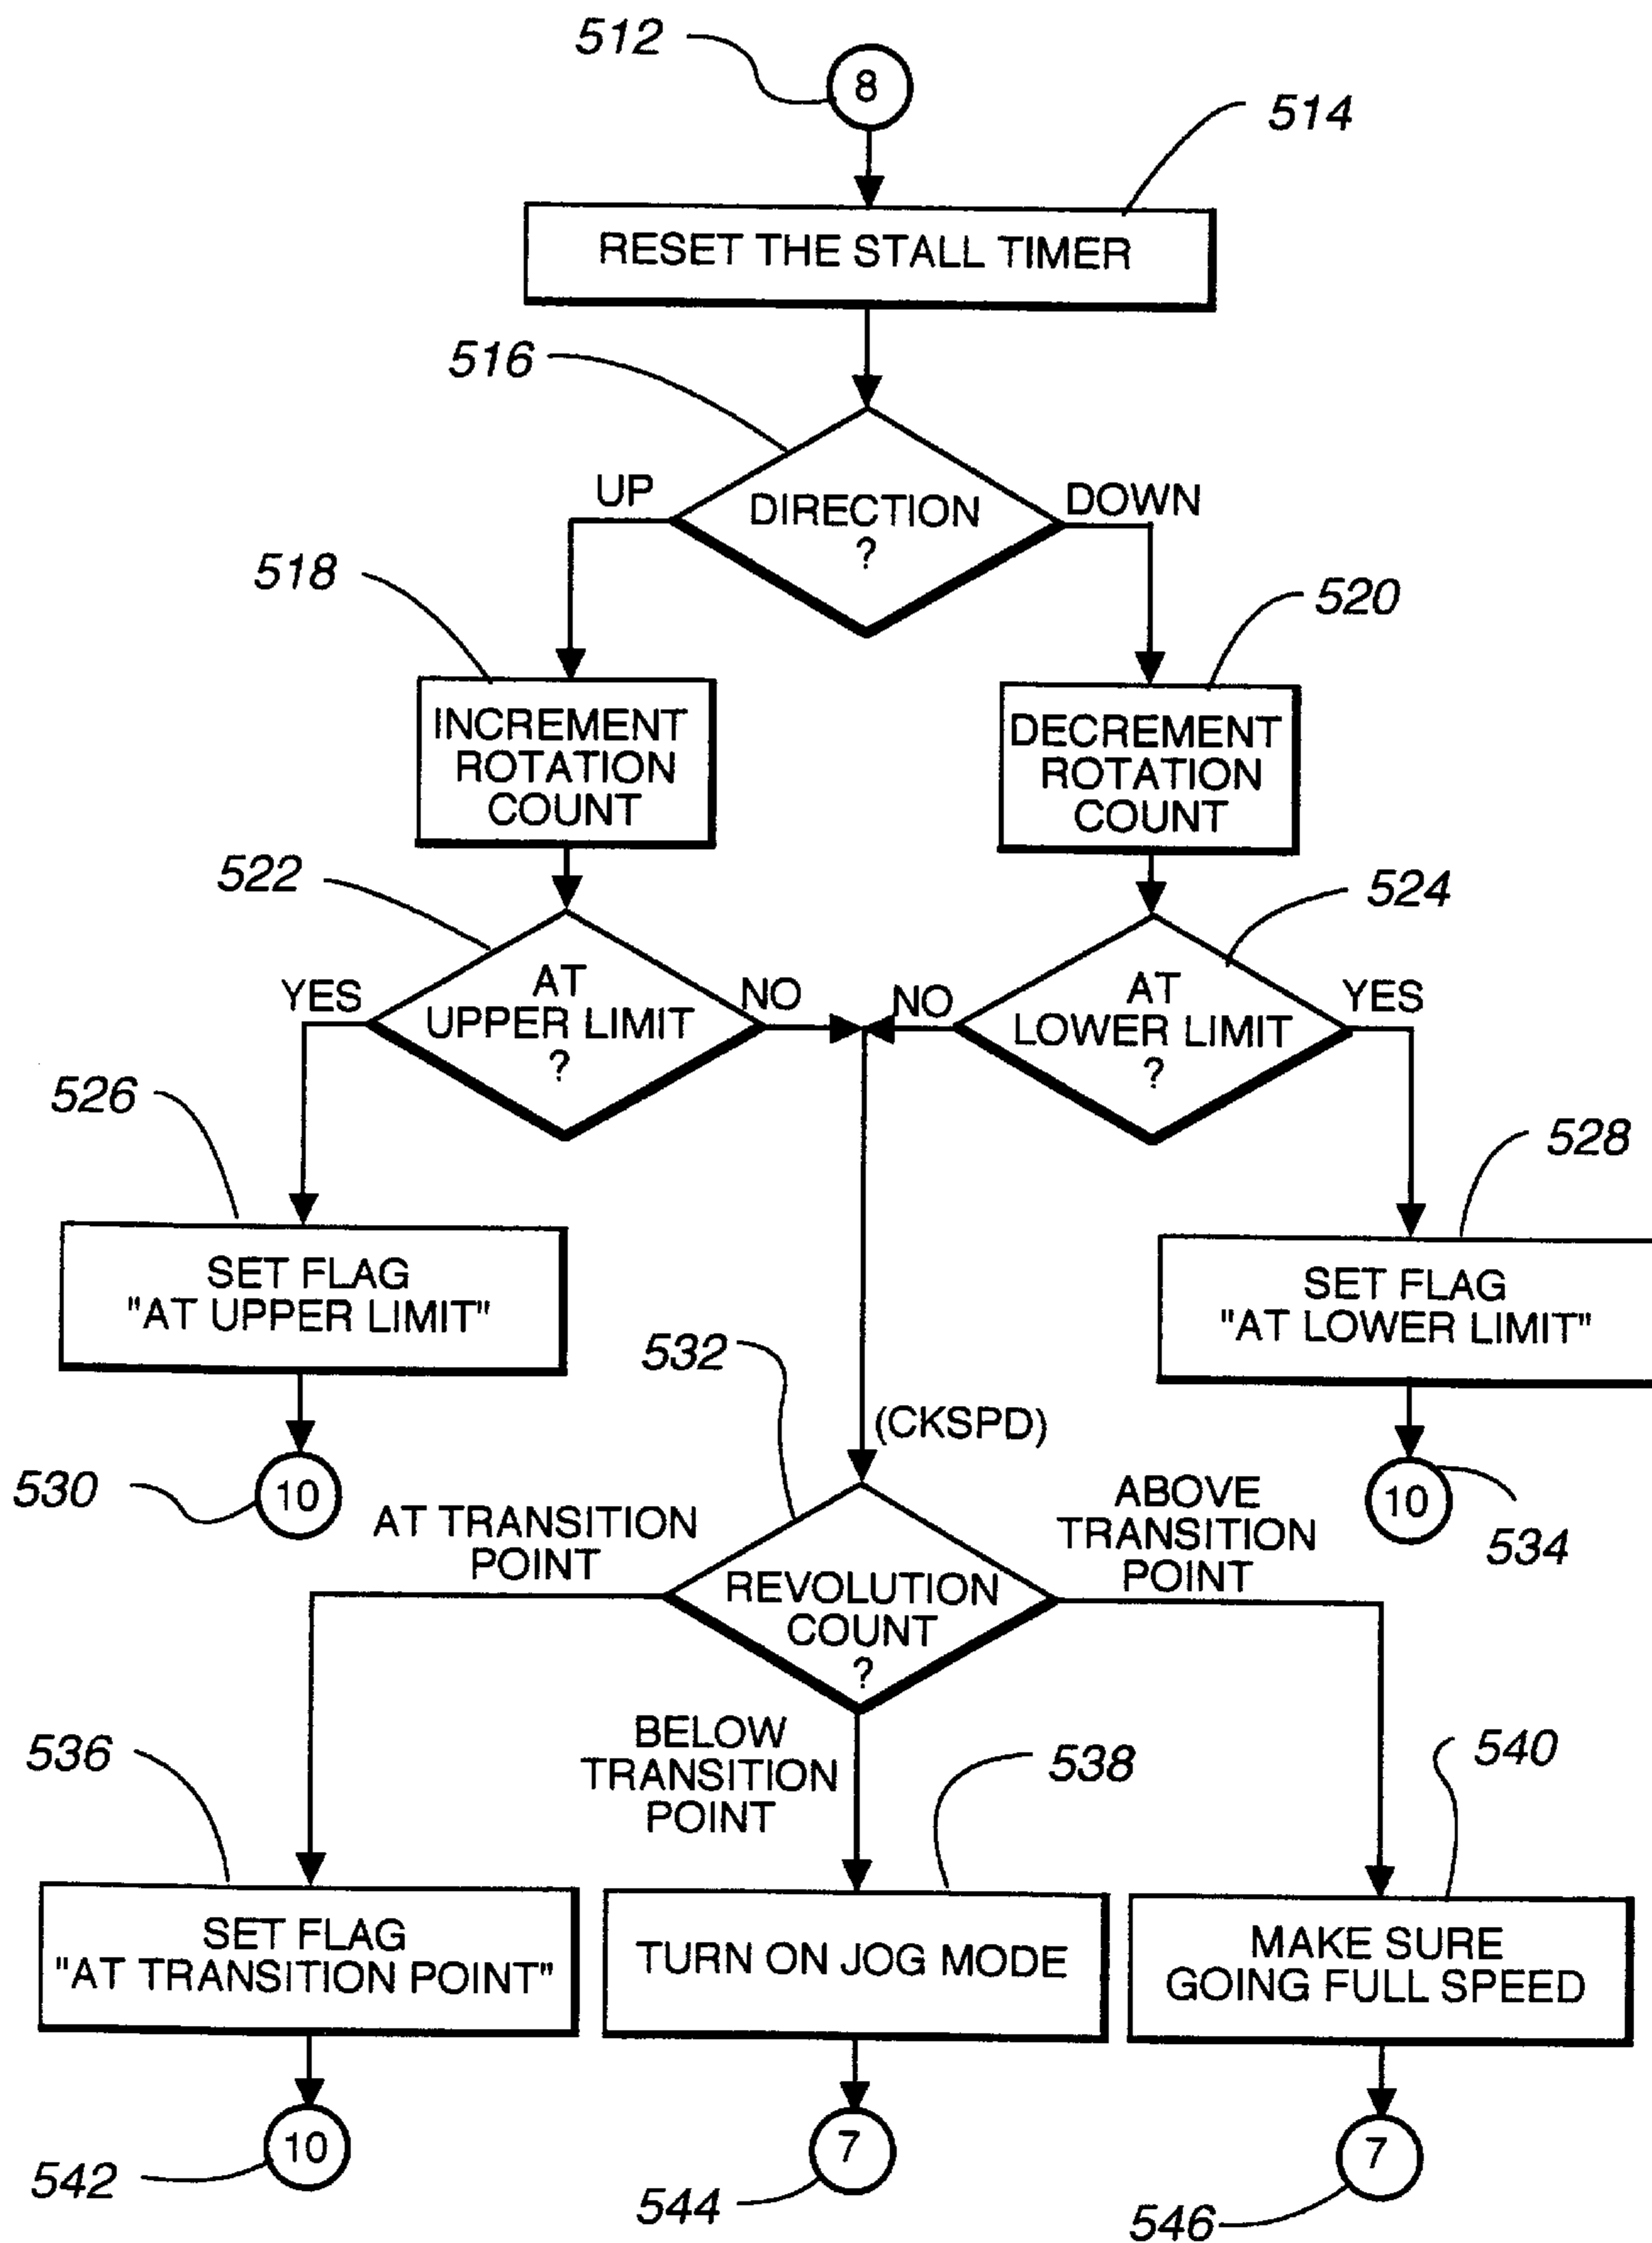 512
8
514
RESET THE STALL TIMER
516
UP
DIRECTION
?
DOWN
518
520
INCREMENT
ROTATION
COUNT
DECREMENT
ROTATION
COUNT
522
524
YES
AT
UPPER LIMIT
?
NO
NO
AT
LOWER LIMIT
?
YES
526
528
SET FLAG
"AT UPPER LIMIT"
SET FLAG
"AT LOWER LIMIT"
532
(CKSPD)
530
10
10
534
AT TRANSITION
POINT
REVOLUTION
COUNT
?
ABOVE
TRANSITION
POINT
BELOW
TRANSITION
POINT
536
538
540
SET FLAG
"AT TRANSITION POINT"
TURN ON JOG MODE
MAKE SURE
GOING FULL SPEED
10
7
7
542
544
546